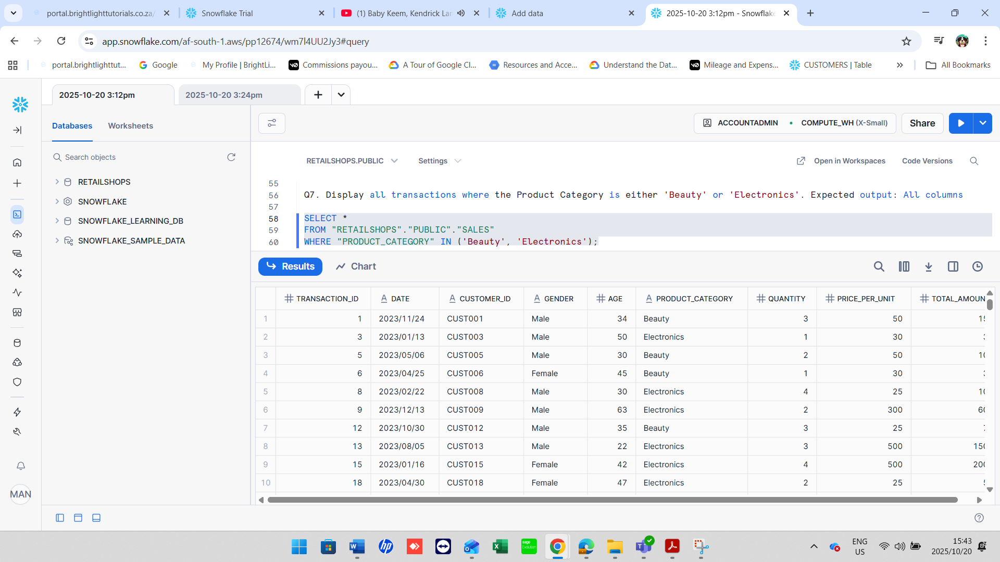 portal.brightlighttutorials.co.za/
Snowflake Trial
(1) Baby Keem, Kendrick Lar
Add data
2025-10-20 3:12pm - Snowflake
app.snowflake.com/af-south-1.aws/pp12674/wm7l4UU2Jy3#query
portal.brightlighttut...
Google
My Profile | BrightLi...
Commissions payou...
A Tour of Google Cl...
Resources and Acce...
Understand the Dat...
Mileage and Expens...
CUSTOMERS | Table
All Bookmarks
2025-10-20 3:12pm
2025-10-20 3:24pm
Databases
Worksheets
ACCOUNTADMIN
COMPUTE_WH (X-Small)
Share
Search objects
RETAILSHOPS
SNOWFLAKE
SNOWFLAKE_LEARNING_DB
SNOWFLAKE_SAMPLE_DATA
MAN
RETAILSHOPS.PUBLIC
Settings
Open in Workspaces
Code Versions
55
56 Q7. Display all transactions where the Product Category is either 'Beauty' or 'Electronics'. Expected output: All columns
57
58 SELECT *
59 FROM "RETAILSHOPS"."PUBLIC"."SALES"
60 WHERE "PRODUCT_CATEGORY" IN ('Beauty', 'Electronics');
Results
Chart
TRANSACTION_ID DATE CUSTOMER_ID GENDER AGE PRODUCT_CATEGORY QUANTITY PRICE_PER_UNIT TOTAL_AMOUN
1 1 2023/11/24 CUST001 Male 34 Beauty 3 50
2 3 2023/01/13 CUST003 Male 50 Electronics 1 30
3 5 2023/05/06 CUST005 Male 30 Beauty 2 50
4 6 2023/04/25 CUST006 Female 45 Beauty 1 30
5 8 2023/02/22 CUST008 Male 30 Electronics 4 25
6 9 2023/12/13 CUST009 Male 63 Electronics 2 300
7 12 2023/10/30 CUST012 Male 35 Beauty 3 25
8 13 2023/08/05 CUST013 Male 22 Electronics 3 500
9 15 2023/01/16 CUST015 Female 42 Electronics 4 500
10 18 2023/04/30 CUST018 Female 47 Electronics 2 25
ENG
US
15:43
2025/10/20